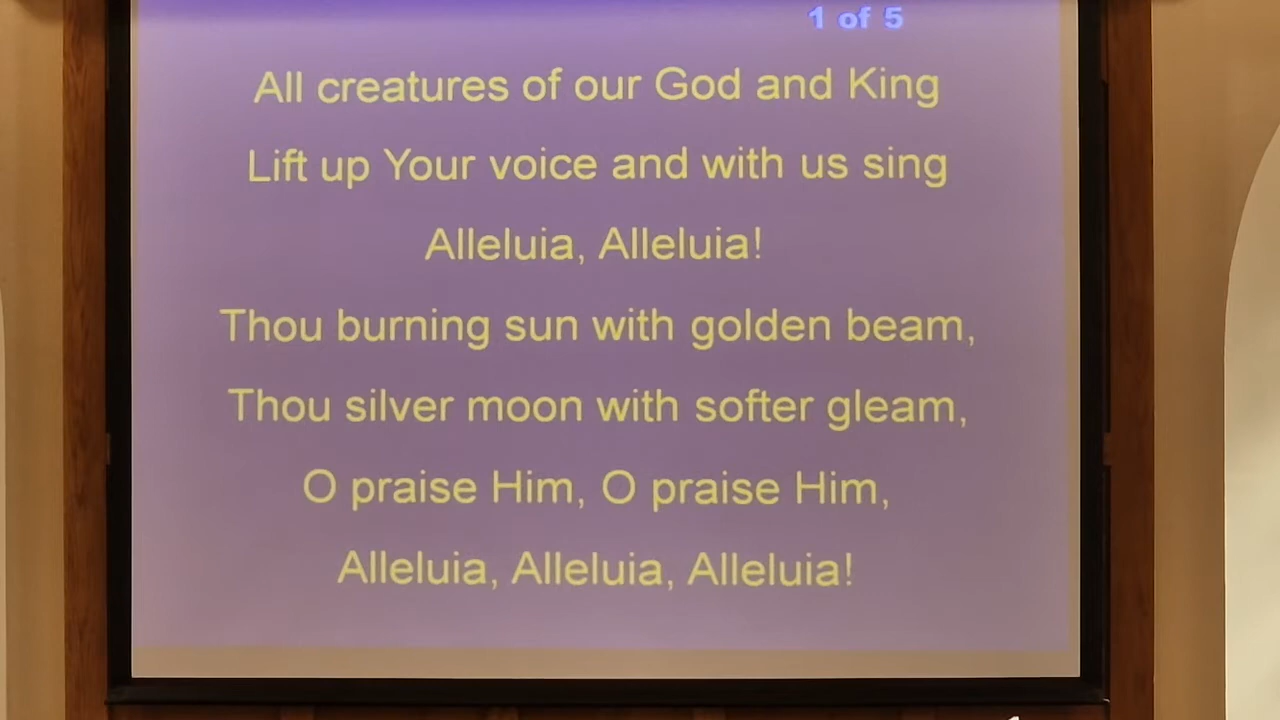 1 of 5
All creatures of our God and King
Lift up Your voice and with us sing
Alleluia, Alleluia!
Thou burning sun with golden beam,
Thou silver moon with softer gleam,
O praise Him, O praise Him,
Alleluia, Alleluia, Alleluia!